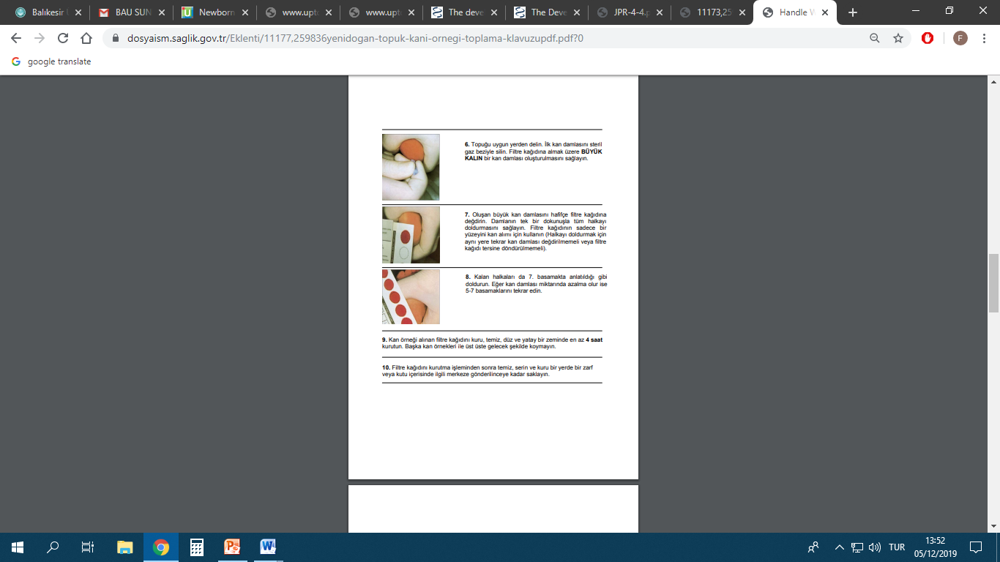 Balıkesir
BAU SUN
Newborn
www.upt
www.upt
The deve
The Deve
JPR-4-4.p
11173,25
Handle
dosyaism.saglik.gov.tr/Eklenti/11177,259836yenidogan-topuk-kani-ornegi-toplama-klavuzupdf.pdf?0
F
google translate
6. Topuğu uygun yerden delin. İlk kan damlasını steril
gaz beziyle silin. Filtre kağıdına almak üzere BÜYÜK
KALIN bir kan damlası oluşturulmasını sağlayın.
7. Oluşan büyük kan damlasını hafifçe filtre kağıdına
değdirin. Damlanın tek bir dokunuşla tüm halkayı
doldurmasını sağlayın. Filtre kağıdının sadece bir
yüzeyini kan alımı için kullanın (Halkayı doldurmak için
aynı yere tekrar kan damlası değdirilmemeli veya filtre
kağıdı tersine döndürülmemeli).
8. Kalan halkaları da 7. basamakta anlatıldığı gibi
doldurun. Eğer kan damlası miktarında azalma olur ise
5-7 basamaklarını tekrar edin.
9. Kan örneği alınan filtre kağıdını kuru, temiz, düz ve yatay bir zeminde en az 4 saat
kurutun. Başka kan örnekleri ile üst üste gelecek şekilde koymayın.
10. Filtre kağıdını kurutma işleminden sonra temiz, serin ve kuru bir yerde bir zarf
veya kutu içerisinde ilgili merkeze gönderilinceye kadar saklayın.
TUR
13:52
05/12/2019